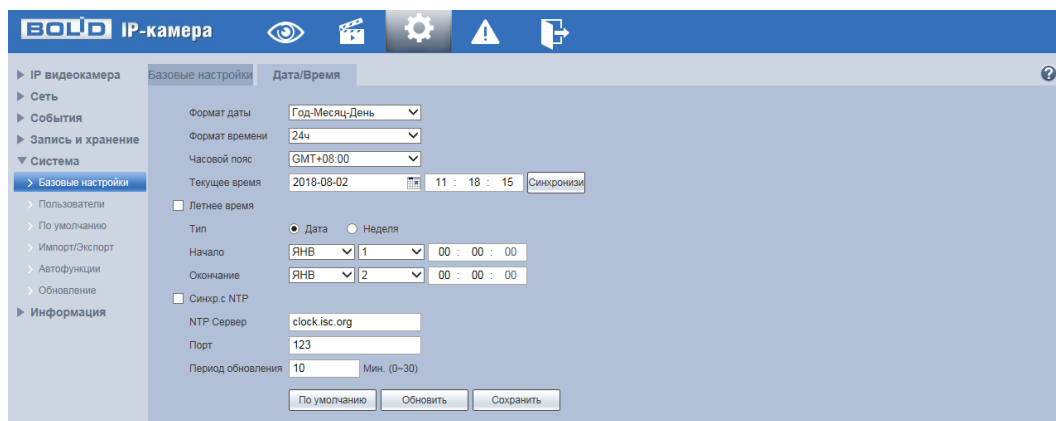 BOLID IP-камера
IP видеокамера
Сеть
События
Запись и хранение
Система
Базовые настройки
Пользователи
По умолчанию
Импорт/Экспорт
Автофункции
Обновление
Информация
Базовые настройки Дата/Время
Формат даты Год-Месяц-День
Формат времени 24ч
Часовой пояс GMT+08:00
Текущее время 2018-08-02 11 : 18 : 15 Синхронизи
Летнее время
Тип Дата Неделя
Начало ЯНВ 1 00 : 00 : 00
Окончание ЯНВ 2 00 : 00 : 00
Синхр.с NTP
NTP Сервер clock.isc.org
Порт 123
Период обновления 10 Мин. (0~30)
По умолчанию Обновить Сохранить